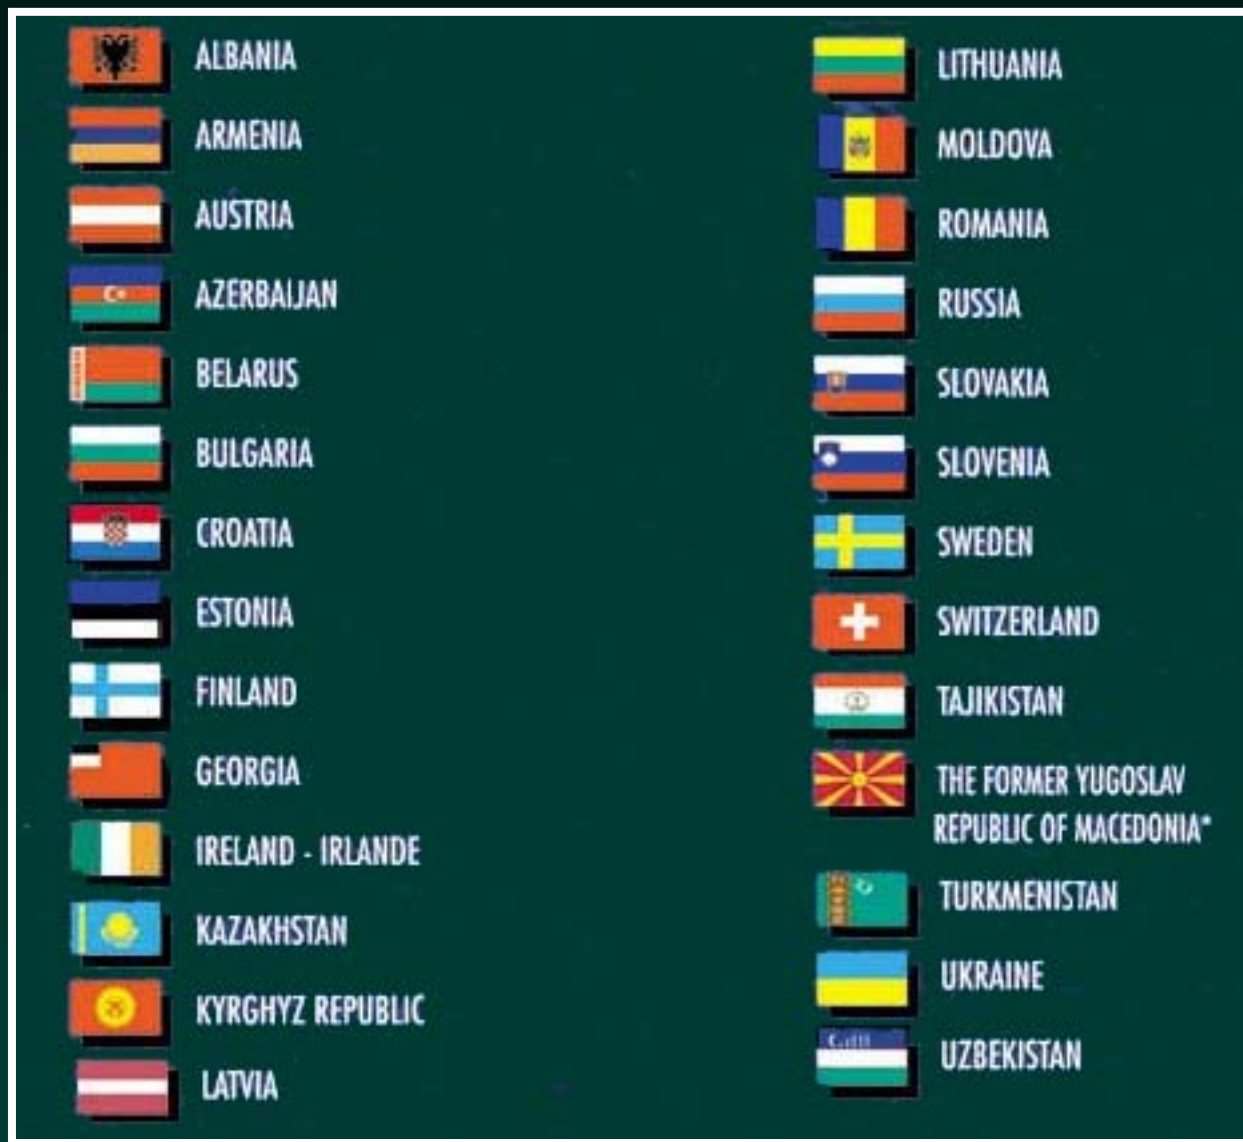 ALBANIA
ARMENIA
AUSTRIA
AZERBAIJAN
BELARUS
BULGARIA
CROATIA
ESTONIA
FINLAND
GEORGIA
IRELAND - IRLANDE
KAZAKHSTAN
KYRGHYZ REPUBLIC
LATVIA
LITHUANIA
MOLDOVA
ROMANIA
RUSSIA
SLOVAKIA
SLOVENIA
SWEDEN
SWITZERLAND
TAJIKISTAN
THE FORMER YUGOSLAV
REPUBLIC OF MACEDONIA*
TURKMENISTAN
UKRAINE
UZBEKISTAN